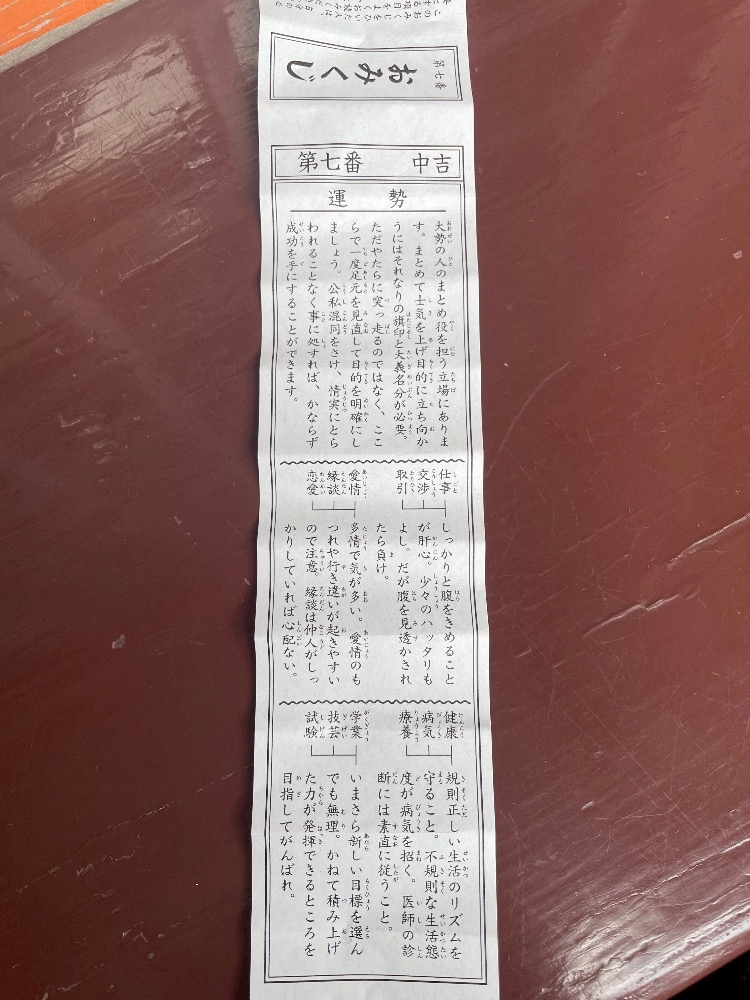 第七番
おみくじ
第七番 中吉
運勢
大勢の人のまとめ役を担う立場にありま
す。まとめて士気を上げ目的に立ち向か
うにはそれなりの旗印と大義名分が必要。
ただやたらに突っ走るのではなく、ここ
らで一度足元を見直して目的を明確にし
ましょう。公私混同をさけ、情実にとら
われることなく事に処すれば、かならず
成功を手にすることができます。
仕事
交渉
取引
しっかりと腹をきめること
が肝心。少々のハッタリも
よし。だが腹を見透かされ
たら負け。
愛情
縁談
恋愛
多情で気が多い。愛情のも
つれや行き違いが起きやすい
ので注意。縁談は仲人がしっ
かりしていれば心配ない。
健康
病気
療養
規則正しい生活のリズムを
守ること。不規則な生活態
度が病気を招く。医師の診
断には素直に従うこと。
学業
技芸
試験
いまさら新しい目標を選ん
でも無理。かねて積み上げ
た力が発揮できるところを
目指してがんばれ。